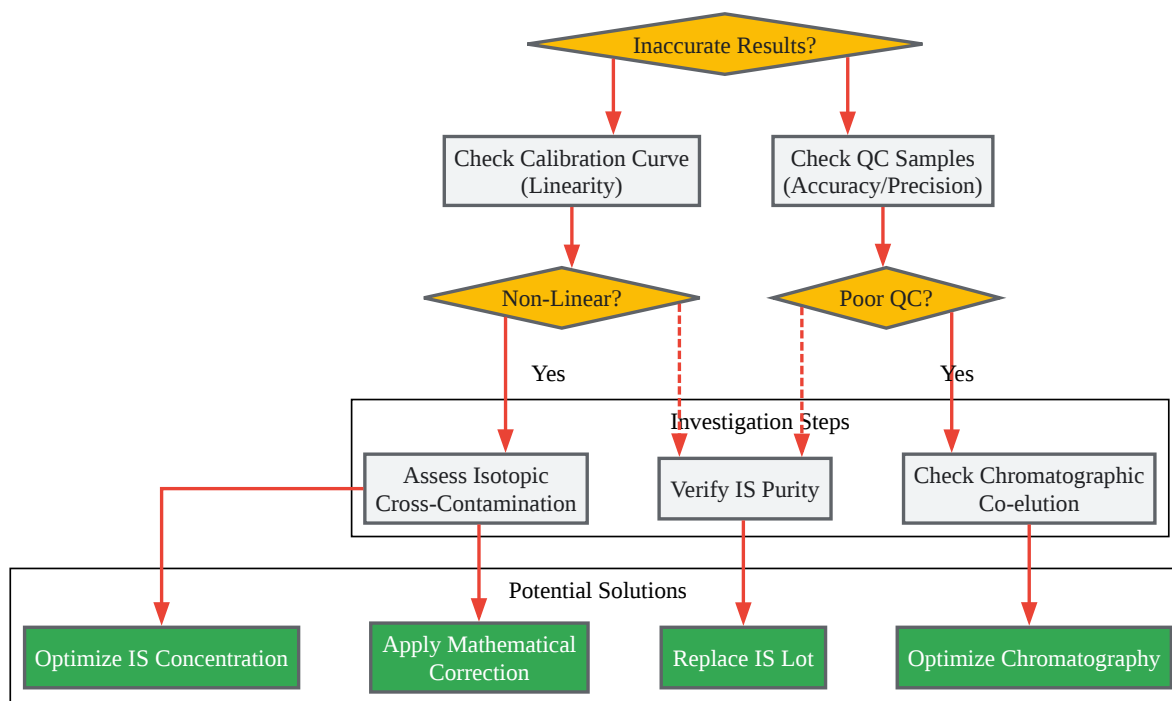 Inaccurate Results?
Check Calibration Curve
(Linearity)
Check QC Samples
(Accuracy/Precision)
Non-Linear?
Poor QC?
Yes
Yes
Investigation Steps
Assess Isotopic
Cross-Contamination
Verify IS Purity
Check Chromatographic
Co-elution
Potential Solutions
Optimize IS Concentration
Apply Mathematical
Correction
Replace IS Lot
Optimize Chromatography